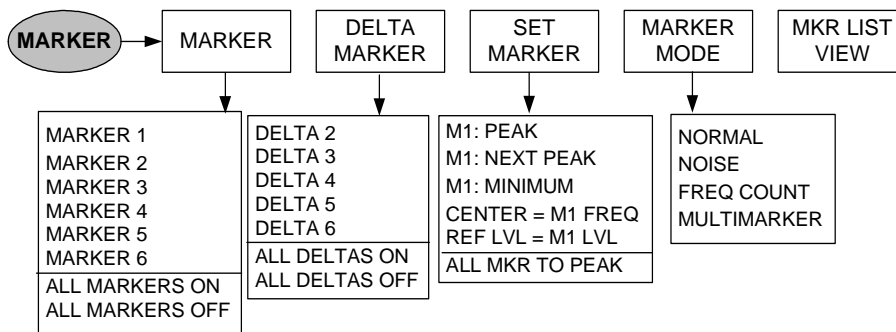 MARKER
MARKER
DELTA
MARKER
SET
MARKER
MARKER
MODE
MKR LIST
VIEW
MARKER 1
MARKER 2
MARKER 3
MARKER 4
MARKER 5
MARKER 6
ALL MARKERS ON
ALL MARKERS OFF
DELTA 2
DELTA 3
DELTA 4
DELTA 5
DELTA 6
ALL DELTAS ON
ALL DELTAS OFF
M1: PEAK
M1: NEXT PEAK
M1: MINIMUM
CENTER = M1 FREQ
REF LVL = M1 LVL
ALL MKR TO PEAK
NORMAL
NOISE
FREQ COUNT
MULTIMARKER